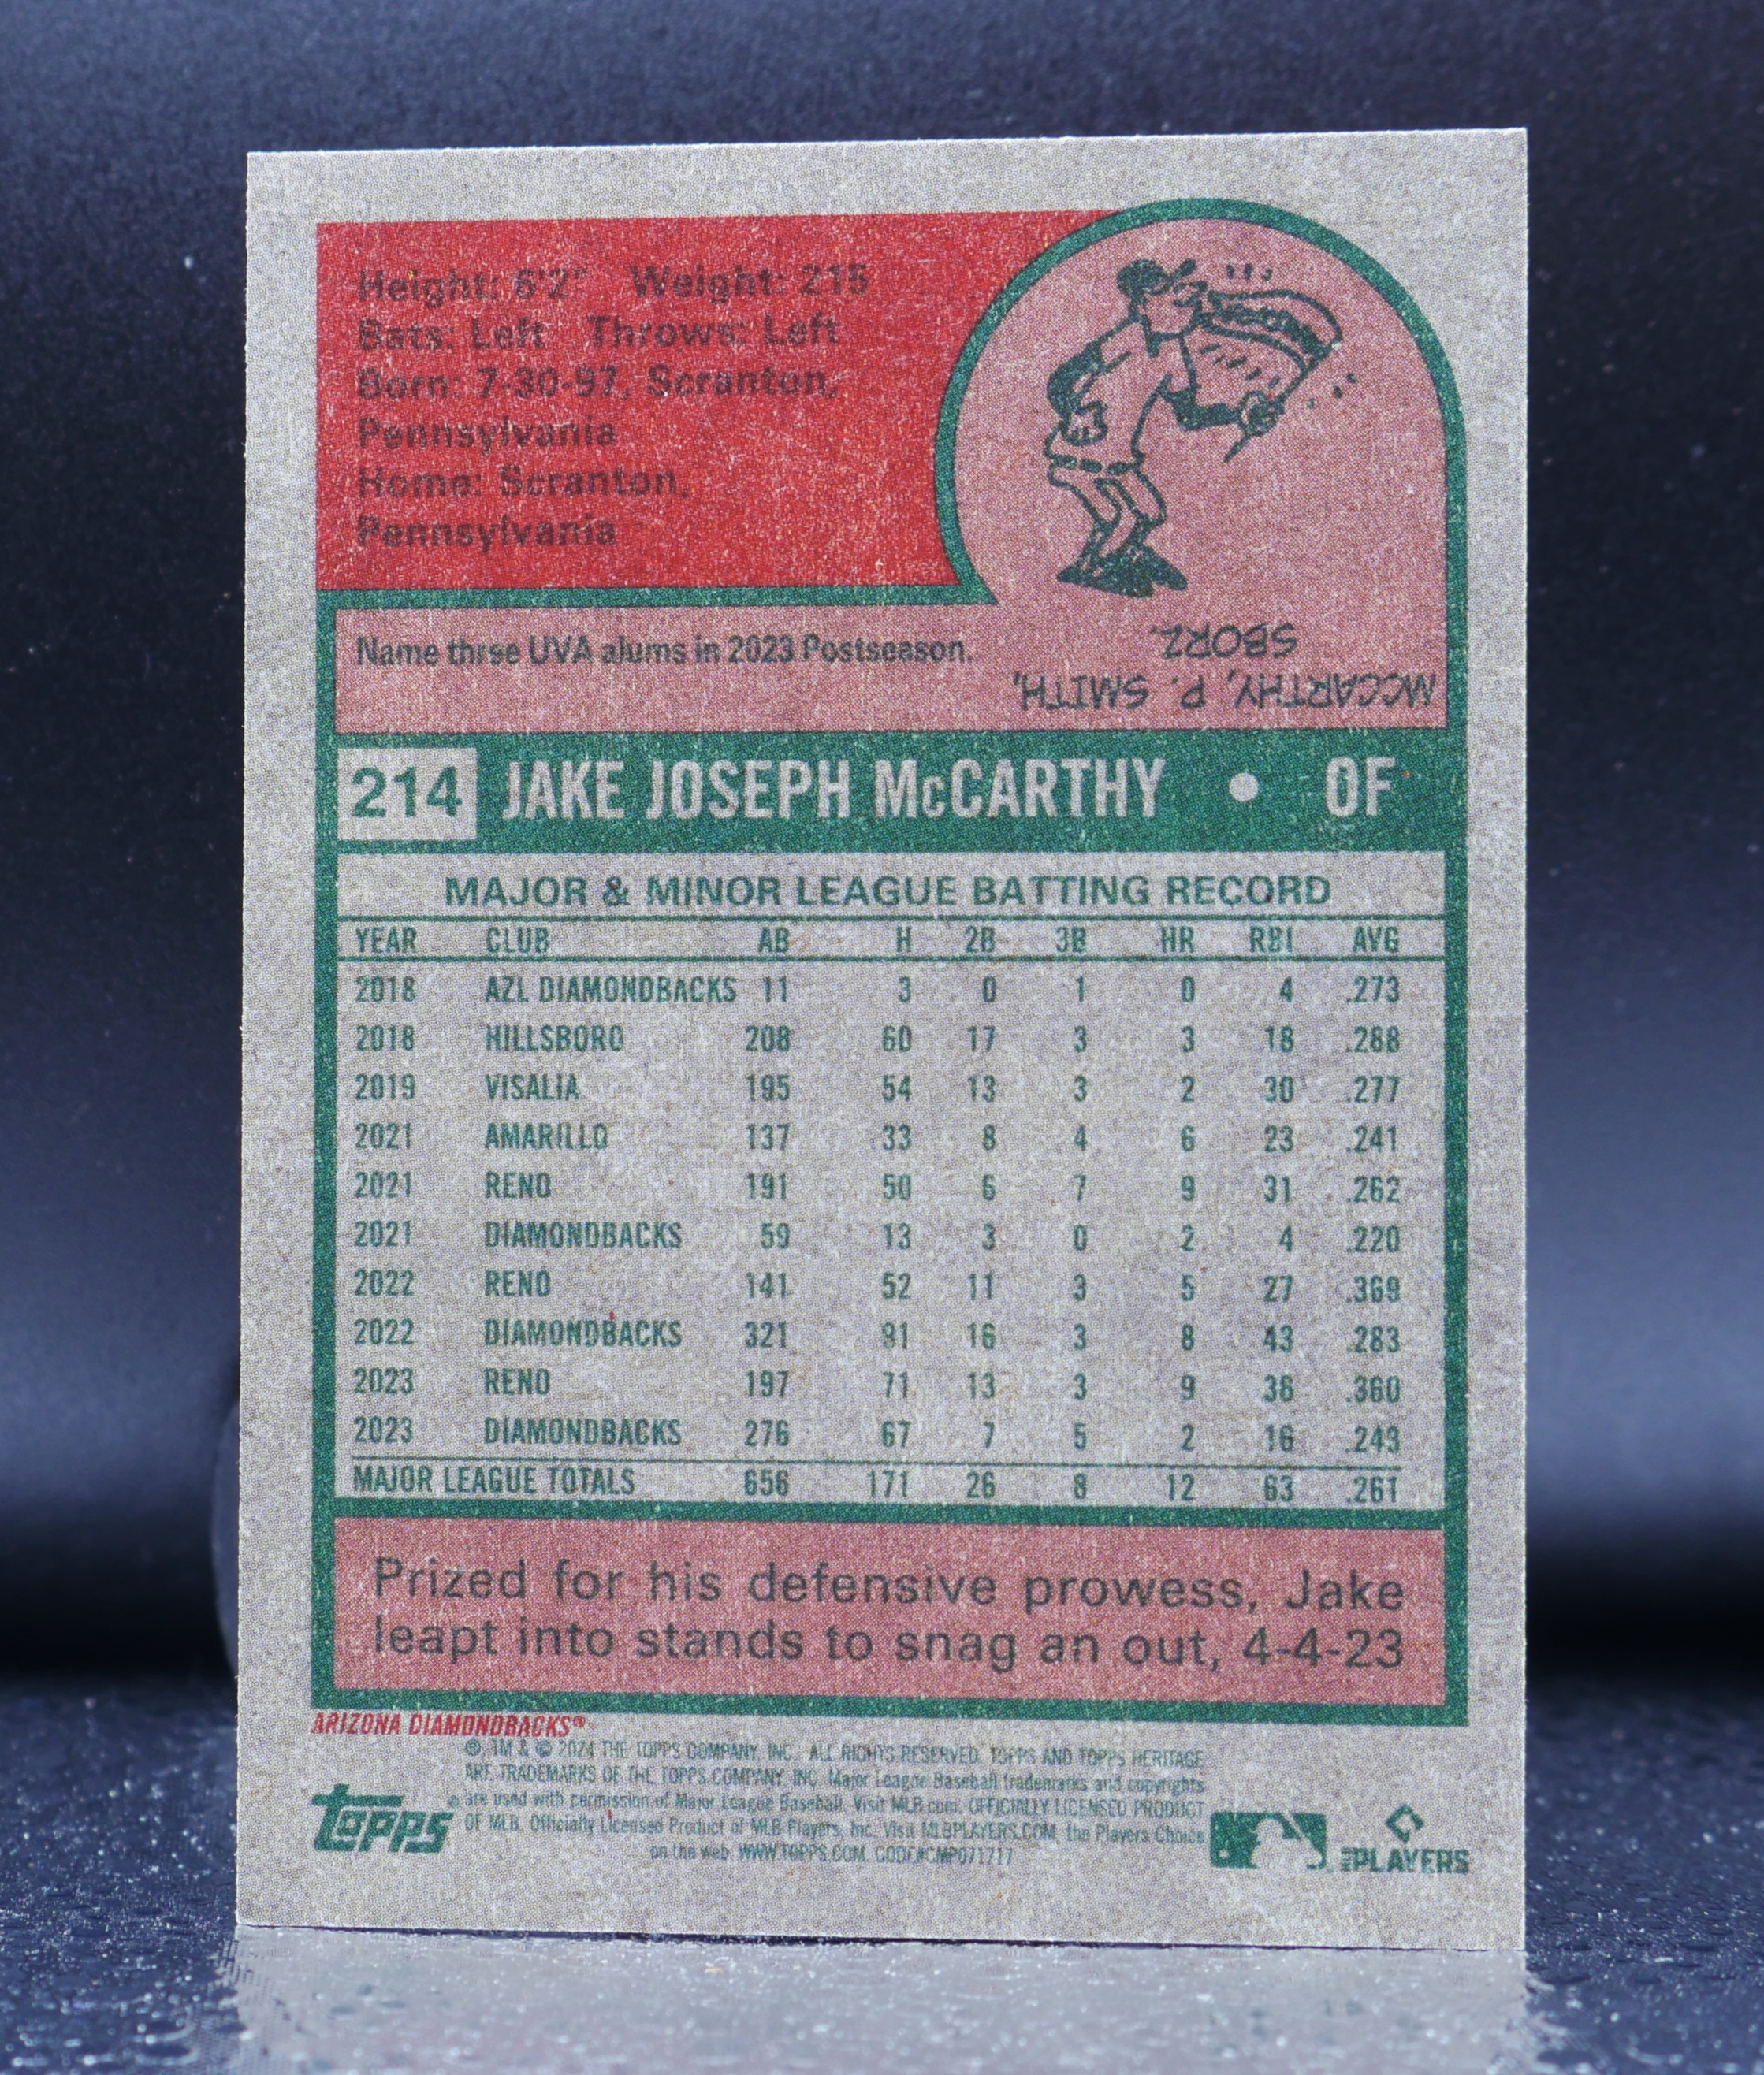 Height: 6'2" Weight: 215
Bats: Left Throws: Left
Born: 7-30-97, Scranton,
Pennsylvania
Home: Scranton,
Pennsylvania
Name three UVA alums in 2023 Postseason.
MCCARTHY, P. SMITH,
SBORZ.
214 JAKE JOSEPH McCARTHY • OF
MAJOR & MINOR LEAGUE BATTING RECORD
YEAR CLUB AB H 2B 3B HR RBI AVG
2018 AZL DIAMONDBACKS 11 3 0 1 0 4 .273
2018 HILLSBORO 208 60 17 3 3 18 .288
2019 VISALIA 195 54 13 3 2 30 .277
2021 AMARILLO 137 33 8 4 6 23 .241
2021 RENO 191 50 6 7 9 31 .262
2021 DIAMONDBACKS 59 13 3 0 2 4 .220
2022 RENO 141 52 11 3 5 27 .369
2022 DIAMONDBACKS 321 91 16 3 8 43 .283
2023 RENO 197 71 13 3 9 36 .360
2023 DIAMONDBACKS 276 67 7 5 2 16 .243
MAJOR LEAGUE TOTALS 656 171 26 8 12 63 .261
Prized for his defensive prowess, Jake
leapt into stands to snag an out, 4-4-23
ARIZONA DIAMONDBACKS®
®, TM & © 2024 THE TOPPS COMPANY, INC. ALL RIGHTS RESERVED. TOPPS AND TOPPS HERITAGE
ARE TRADEMARKS OF THE TOPPS COMPANY, INC. Major League Baseball trademarks and copyrights
are used with permission of Major League Baseball. Visit MLB.com. OFFICIALLY LICENSED PRODUCT
OF MLB. Officially Licensed Product of MLB Players, Inc. Visit MLBPLAYERS.COM, the Players Choice
on the web. WWW.TOPPS.COM. CODE#CMP071717
topps
MLB PLAYERS